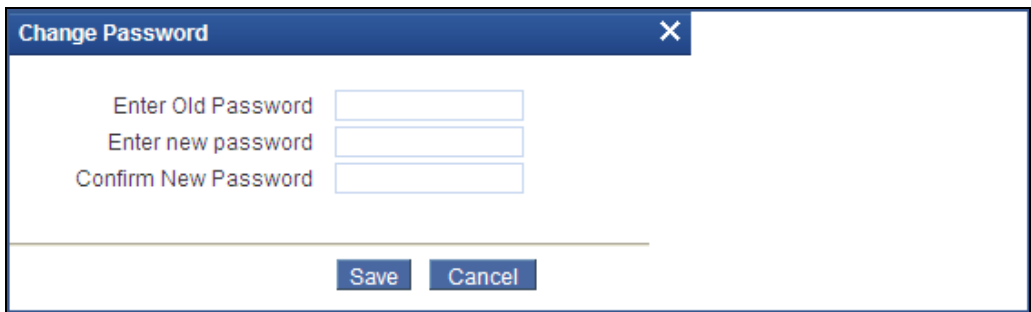 Change Password
Enter Old Password
Enter new password
Confirm New Password
Save Cancel